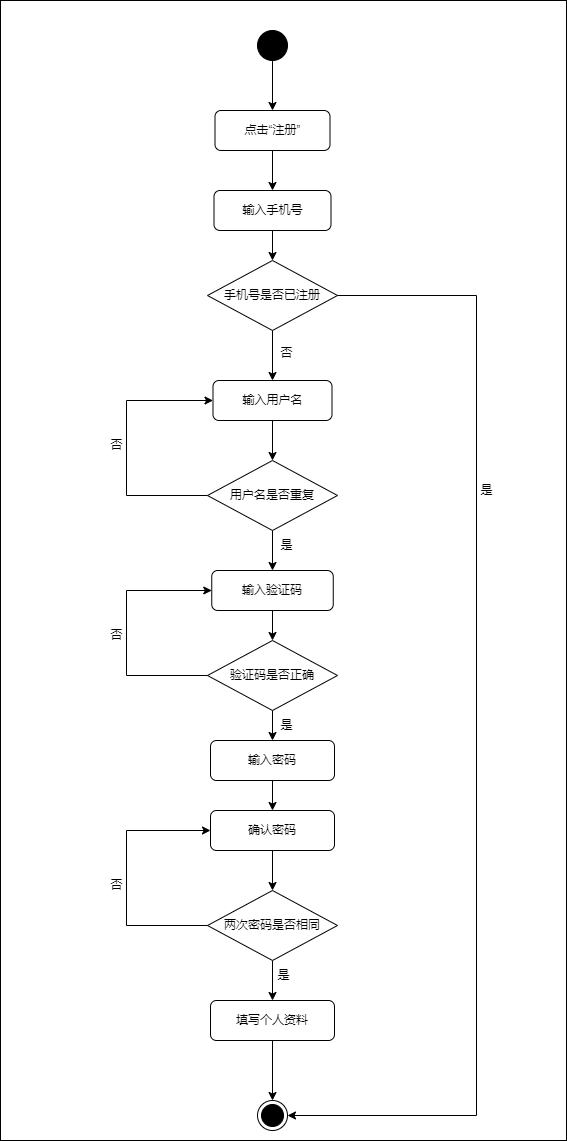 点击“注册”
输入手机号
手机号是否已注册
否
输入用户名
否
是
用户名是否重复
是
输入验证码
否
验证码是否正确
是
输入密码
确认密码
否
两次密码是否相同
是
填写个人资料